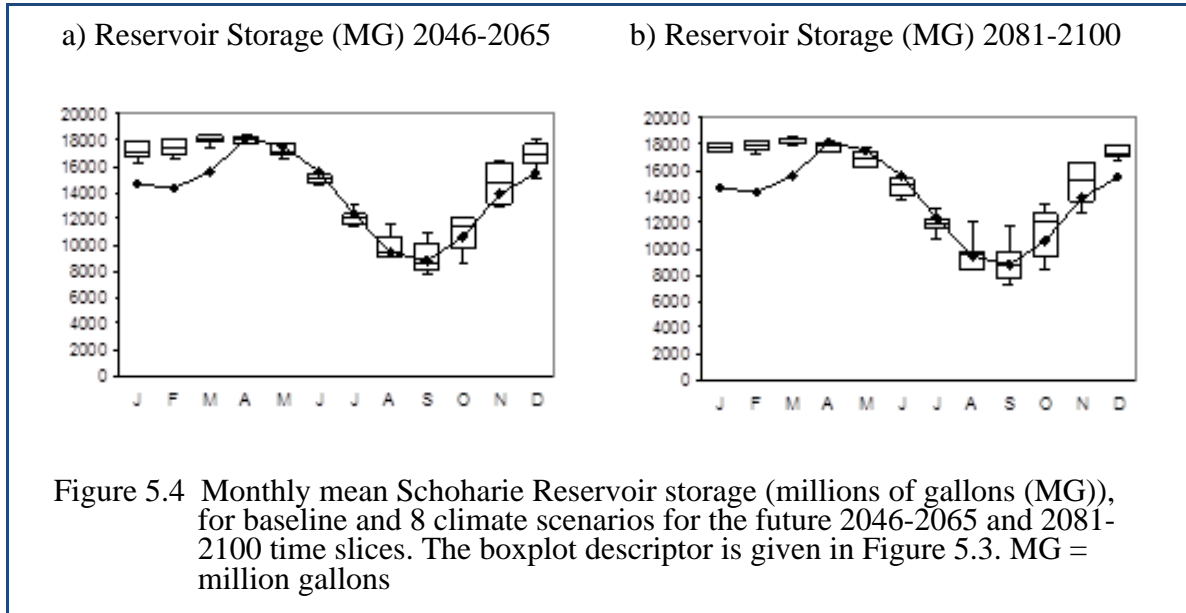 a) Reservoir Storage (MG) 2046-2065
b) Reservoir Storage (MG) 2081-2100
20000
18000
16000
14000
12000
10000
8000
6000
4000
2000
0
J F M A M J J A S O N D
20000
18000
16000
14000
12000
10000
8000
6000
4000
2000
0
J F M A M J J A S O N D
Figure 5.4 Monthly mean Schoharie Reservoir storage (millions of gallons (MG)),
for baseline and 8 climate scenarios for the future 2046-2065 and 2081-
2100 time slices. The boxplot descriptor is given in Figure 5.3. MG =
million gallons